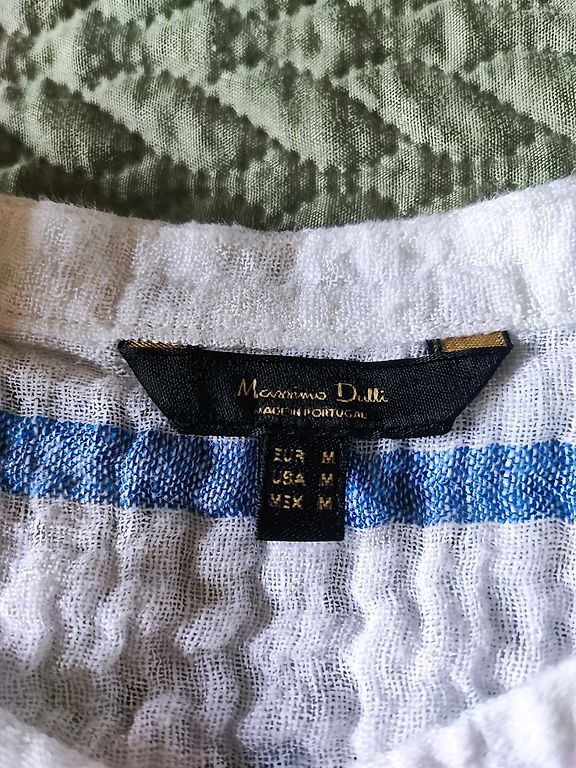 Massimo Dutti
MADE IN PORTUGAL
EUR M
USA M
MEX M